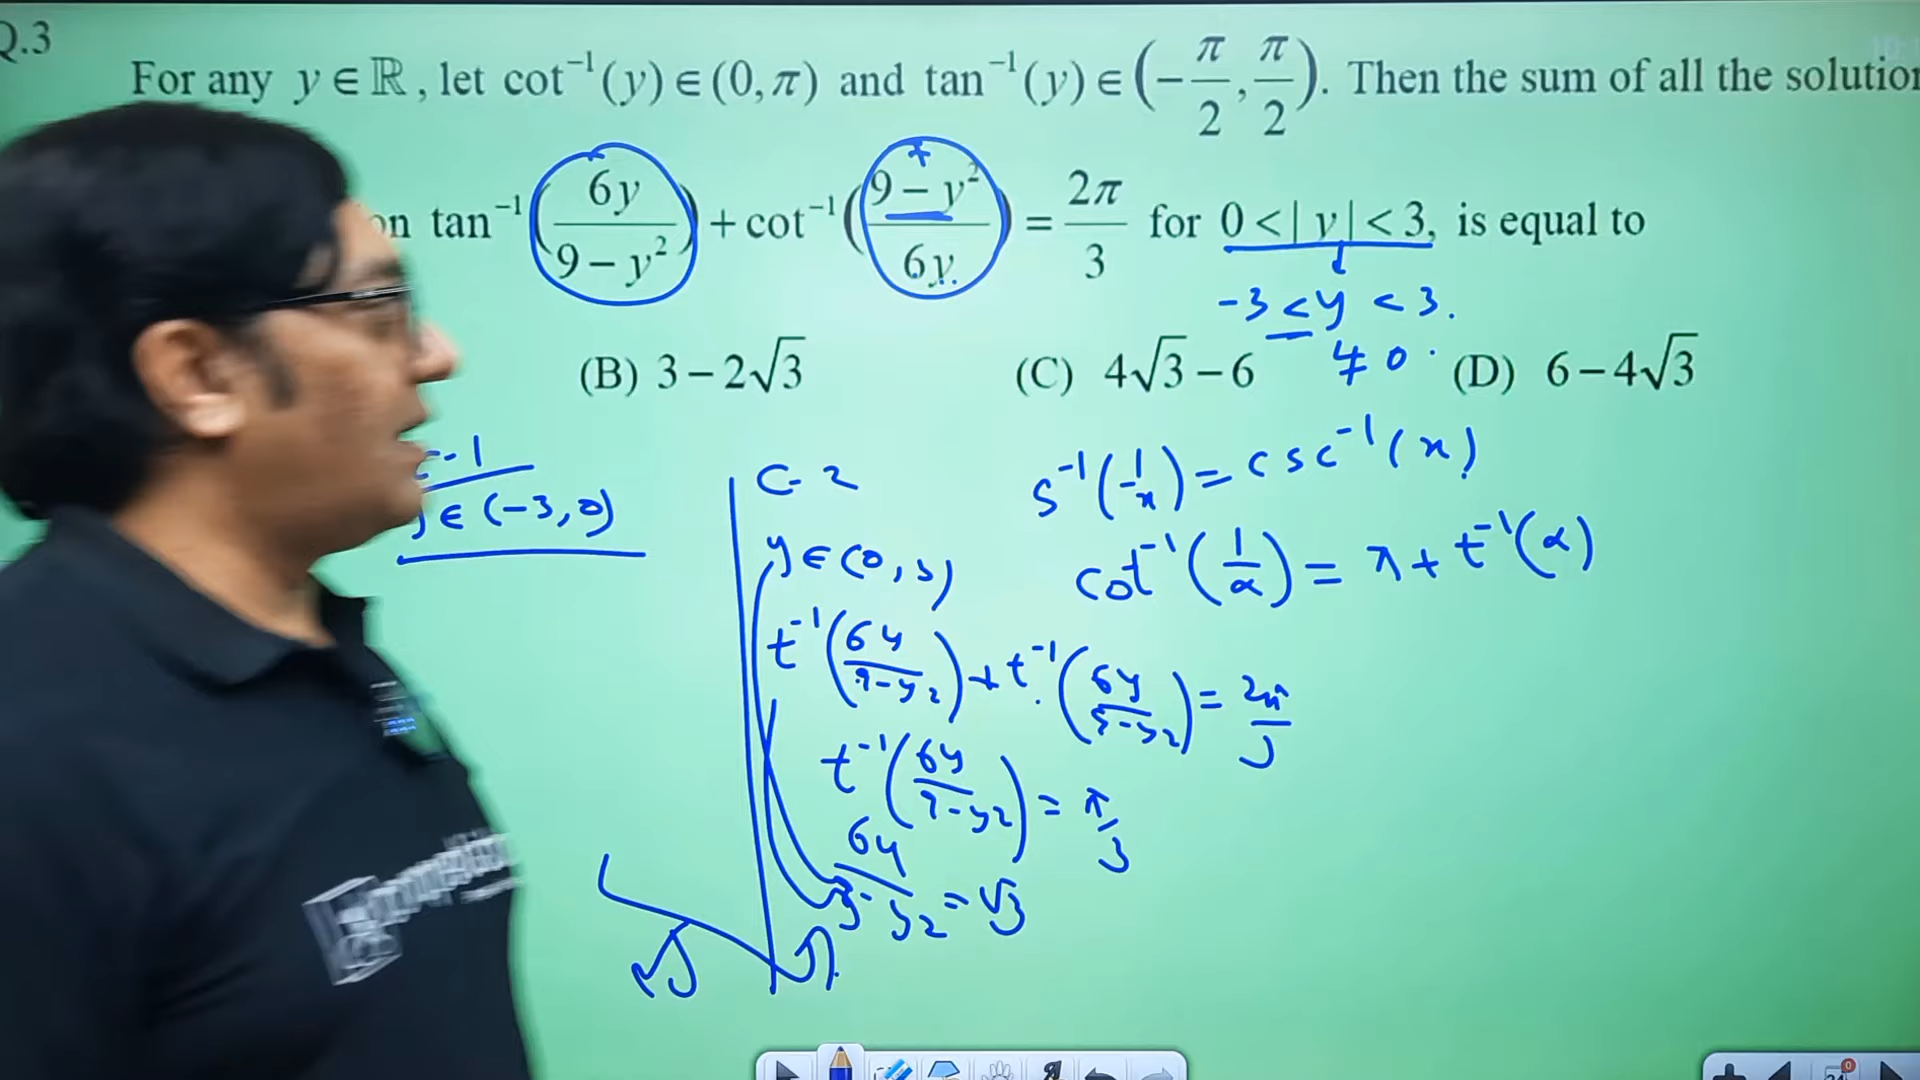 Q.3
For any y ∈ ℝ, let cot⁻¹(y) ∈ (0, π) and tan⁻¹(y) ∈ (−π/2, π/2). Then the sum of all the solution
on tan⁻¹(6y/(9 − y²)) + cot⁻¹((9 − y²)/6y) = 2π/3 for 0 < | y | < 3, is equal to
+
-3 < y < 3.
≠ 0
(B) 3 − 2√3
(C) 4√3 − 6
(D) 6 − 4√3
-1
∈ (-3, 0)
C-2
y ∈ (0, 3)
t⁻¹(6y/(9-y²)) + t⁻¹(6y/(9-y²)) = 2π/3
t⁻¹(6y/(9-y²)) = π/3
6y/(9-y²) = √3
s⁻¹(1/x) = csc⁻¹(x)
cot⁻¹(1/α) = π + t⁻¹(α)